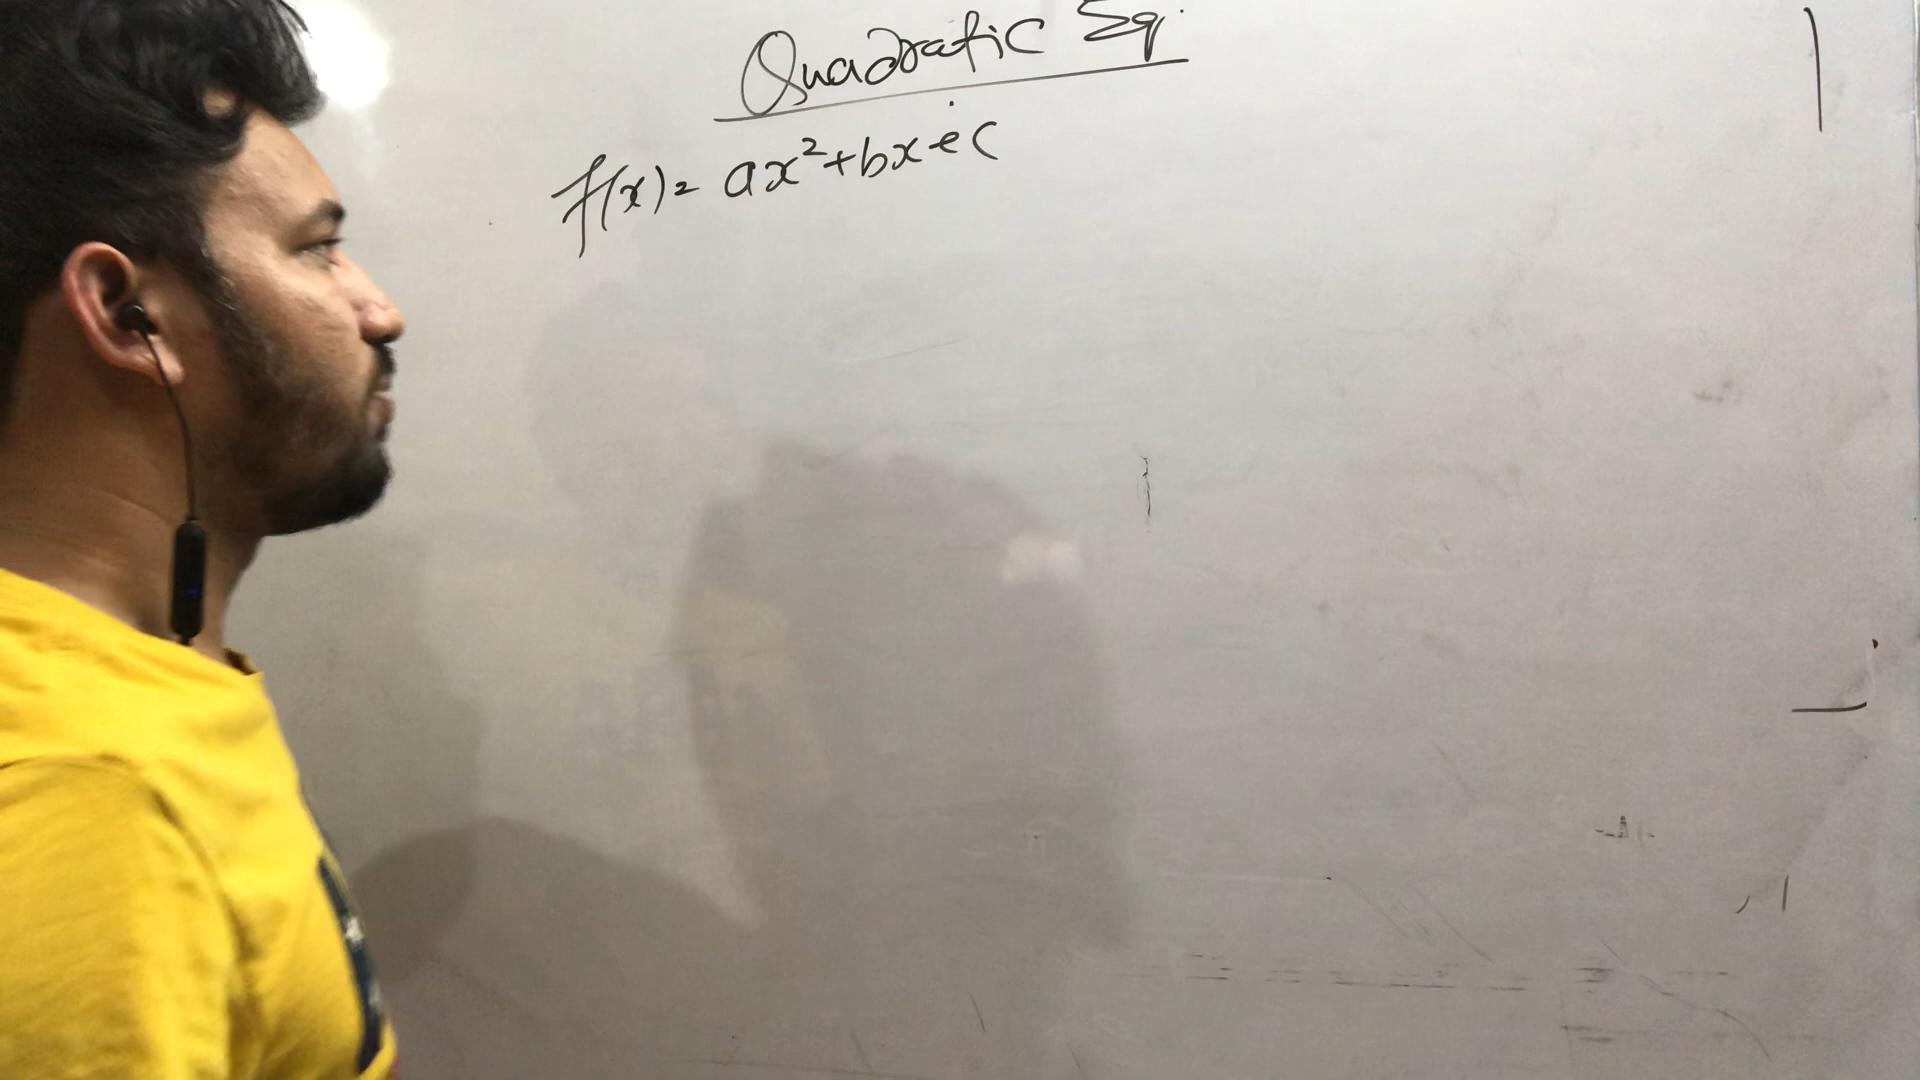 Quadratic Eq.
f(x) = ax²+bx+c